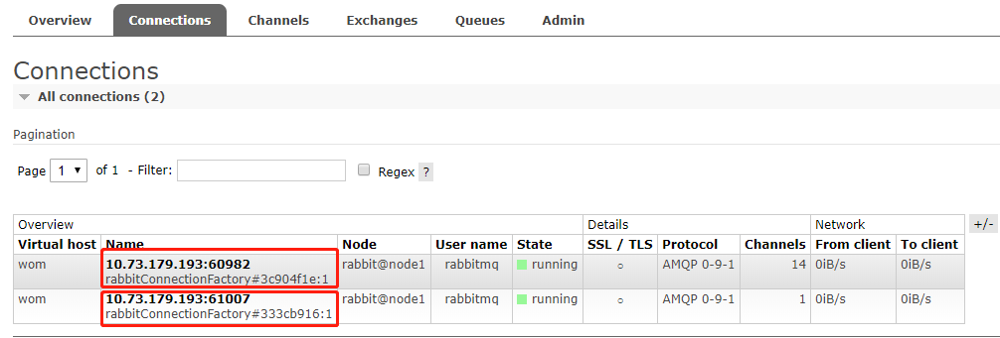 Overview Connections Channels Exchanges Queues Admin
Connections
All connections (2)
Pagination
Page 1 of 1 - Filter: Regex ?
Overview Details Network +/-
Virtual host Name Node User name State SSL / TLS Protocol Channels From client To client
wom 10.73.179.193:60982 rabbit@node1 rabbitmq running ○ AMQP 0-9-1 14 0iB/s 0iB/s
rabbitConnectionFactory#3c904f1e:1
wom 10.73.179.193:61007 rabbit@node1 rabbitmq running ○ AMQP 0-9-1 1 0iB/s 0iB/s
rabbitConnectionFactory#333cb916:1